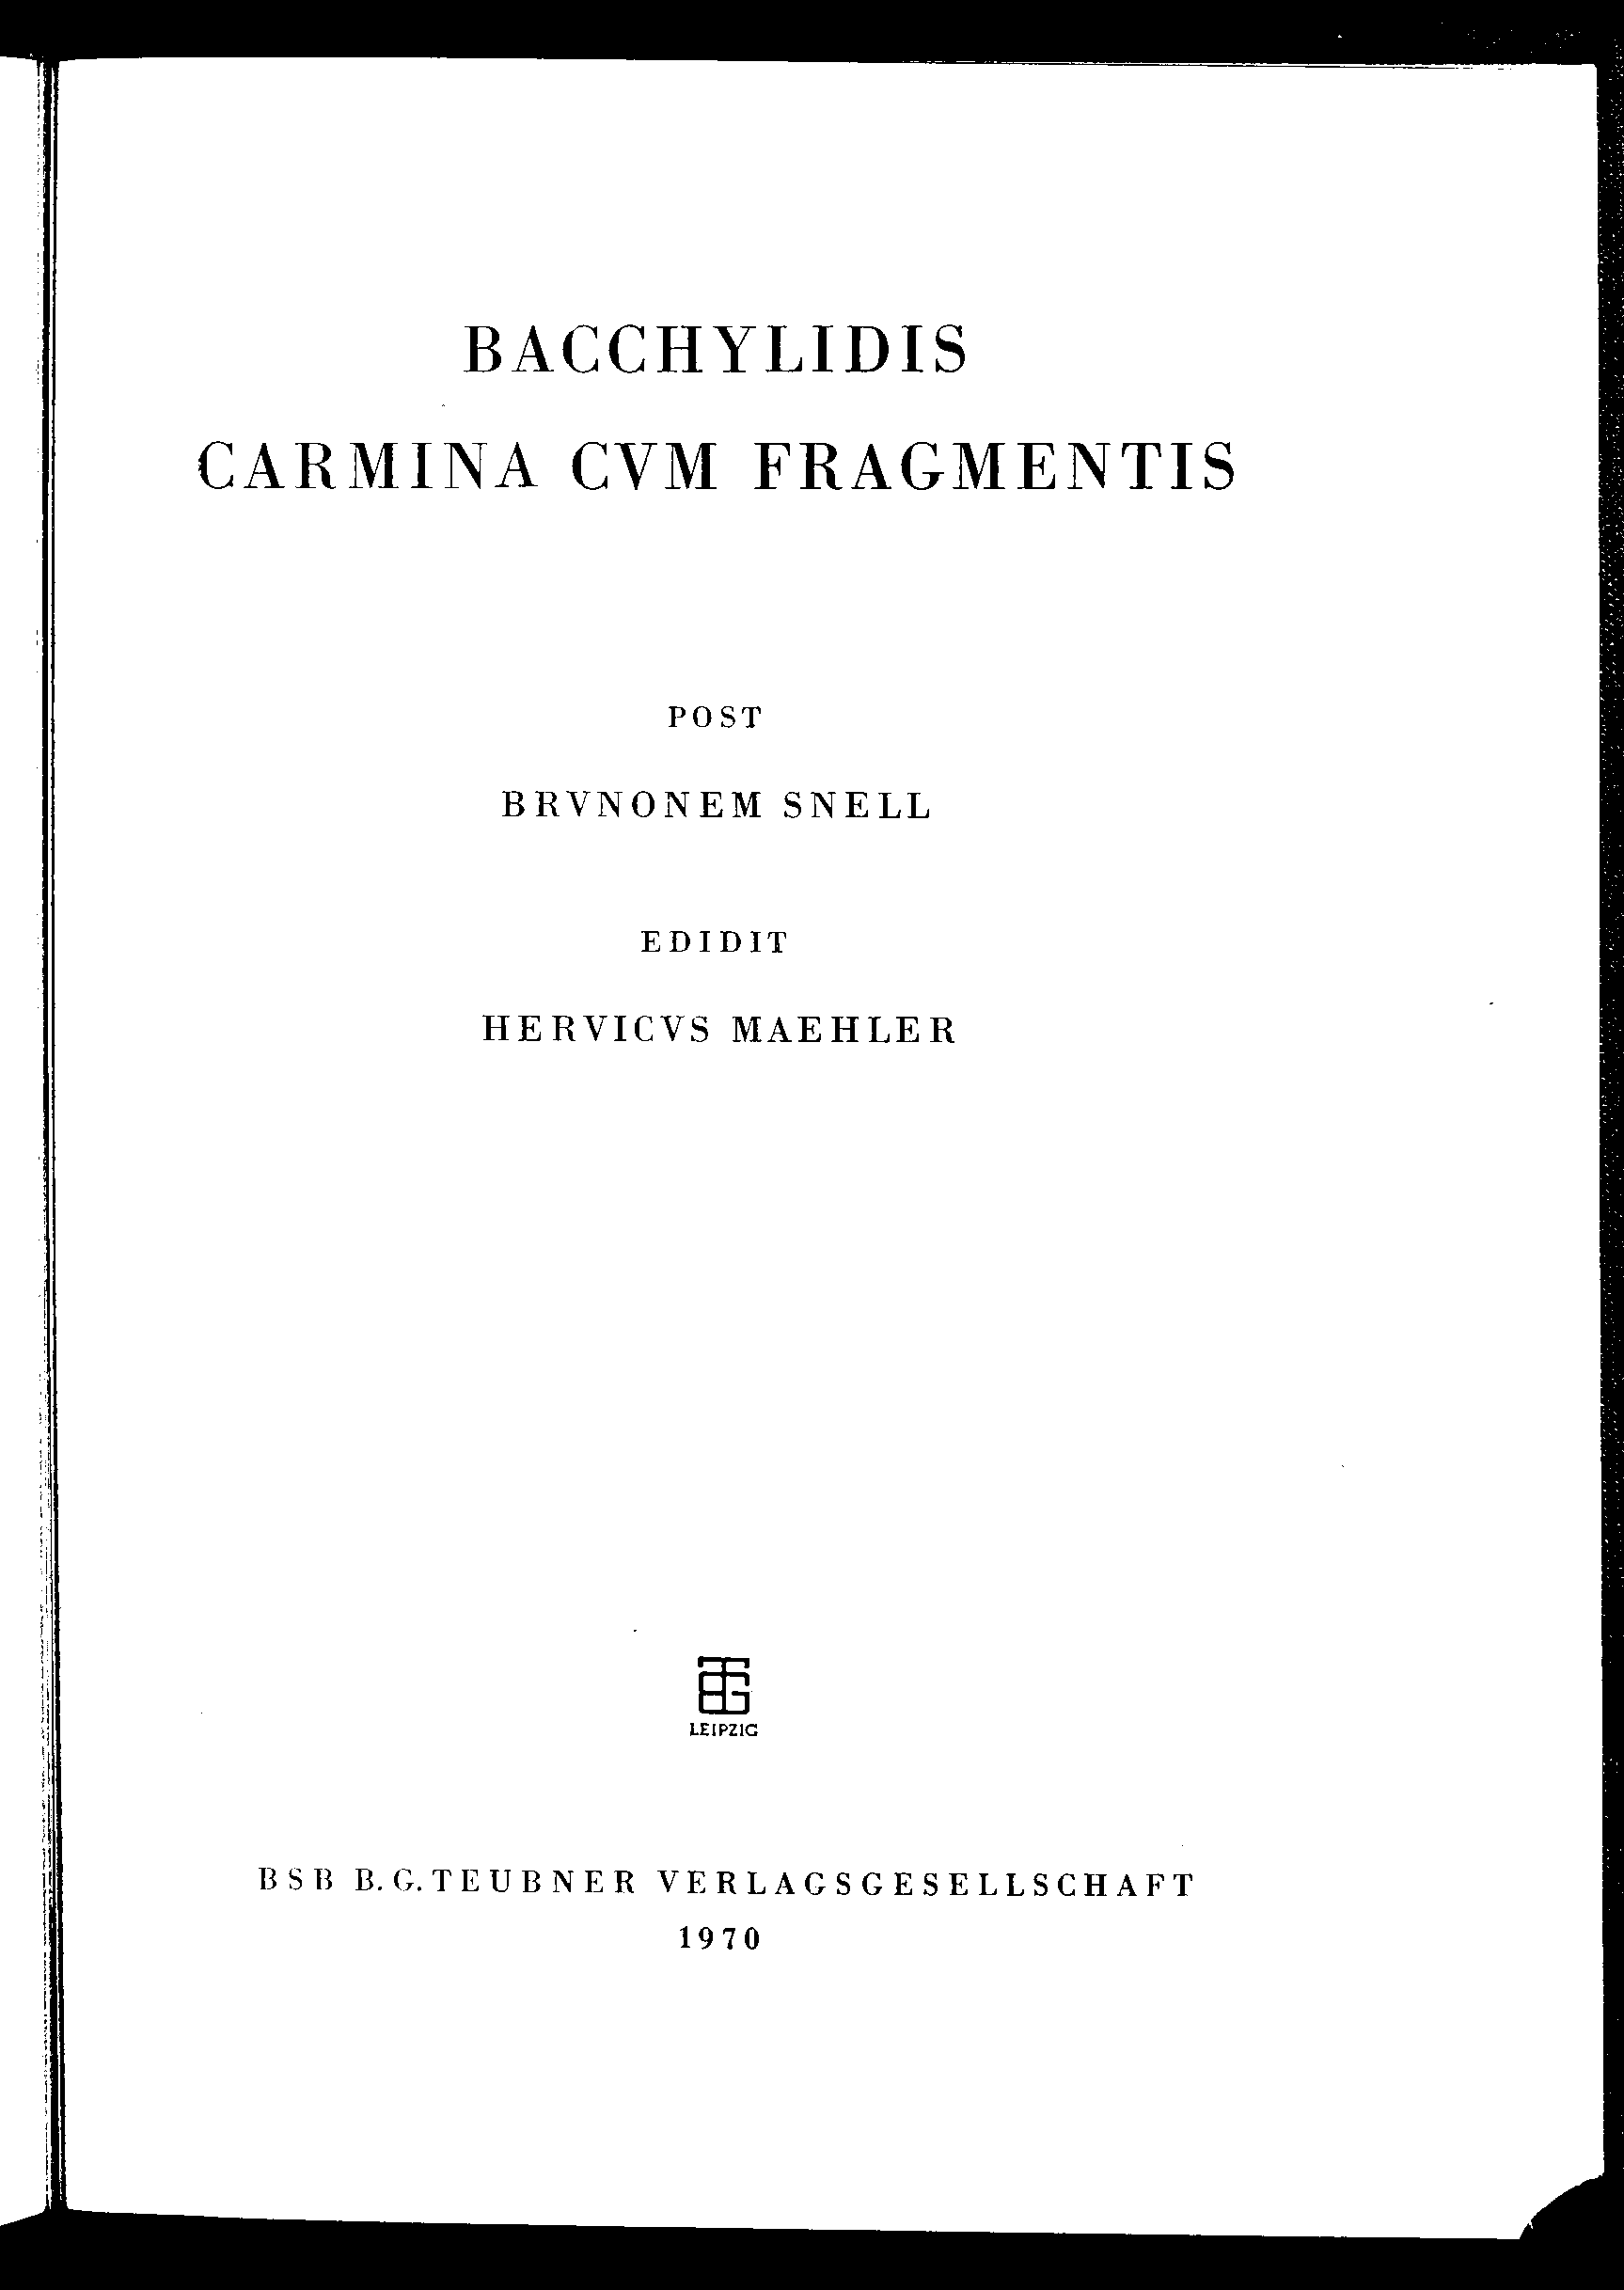 BACCHYLIDIS
CARMINA CVM FRAGMENTIS
POST
BRVNONEM SNELL
EDIDIT
HERVICVS MAEHLER
LEIPZIG
BSB B. G. TEUBNER VERLAGSGESELLSCHAFT
1970